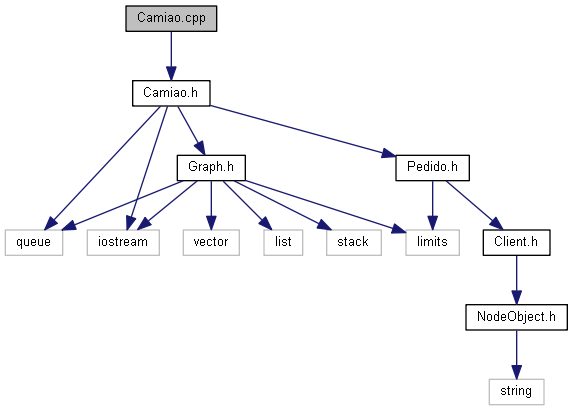 Camiao.cpp
Camiao.h
Graph.h
Pedido.h
queue
iostream
vector
list
stack
limits
Client.h
NodeObject.h
string